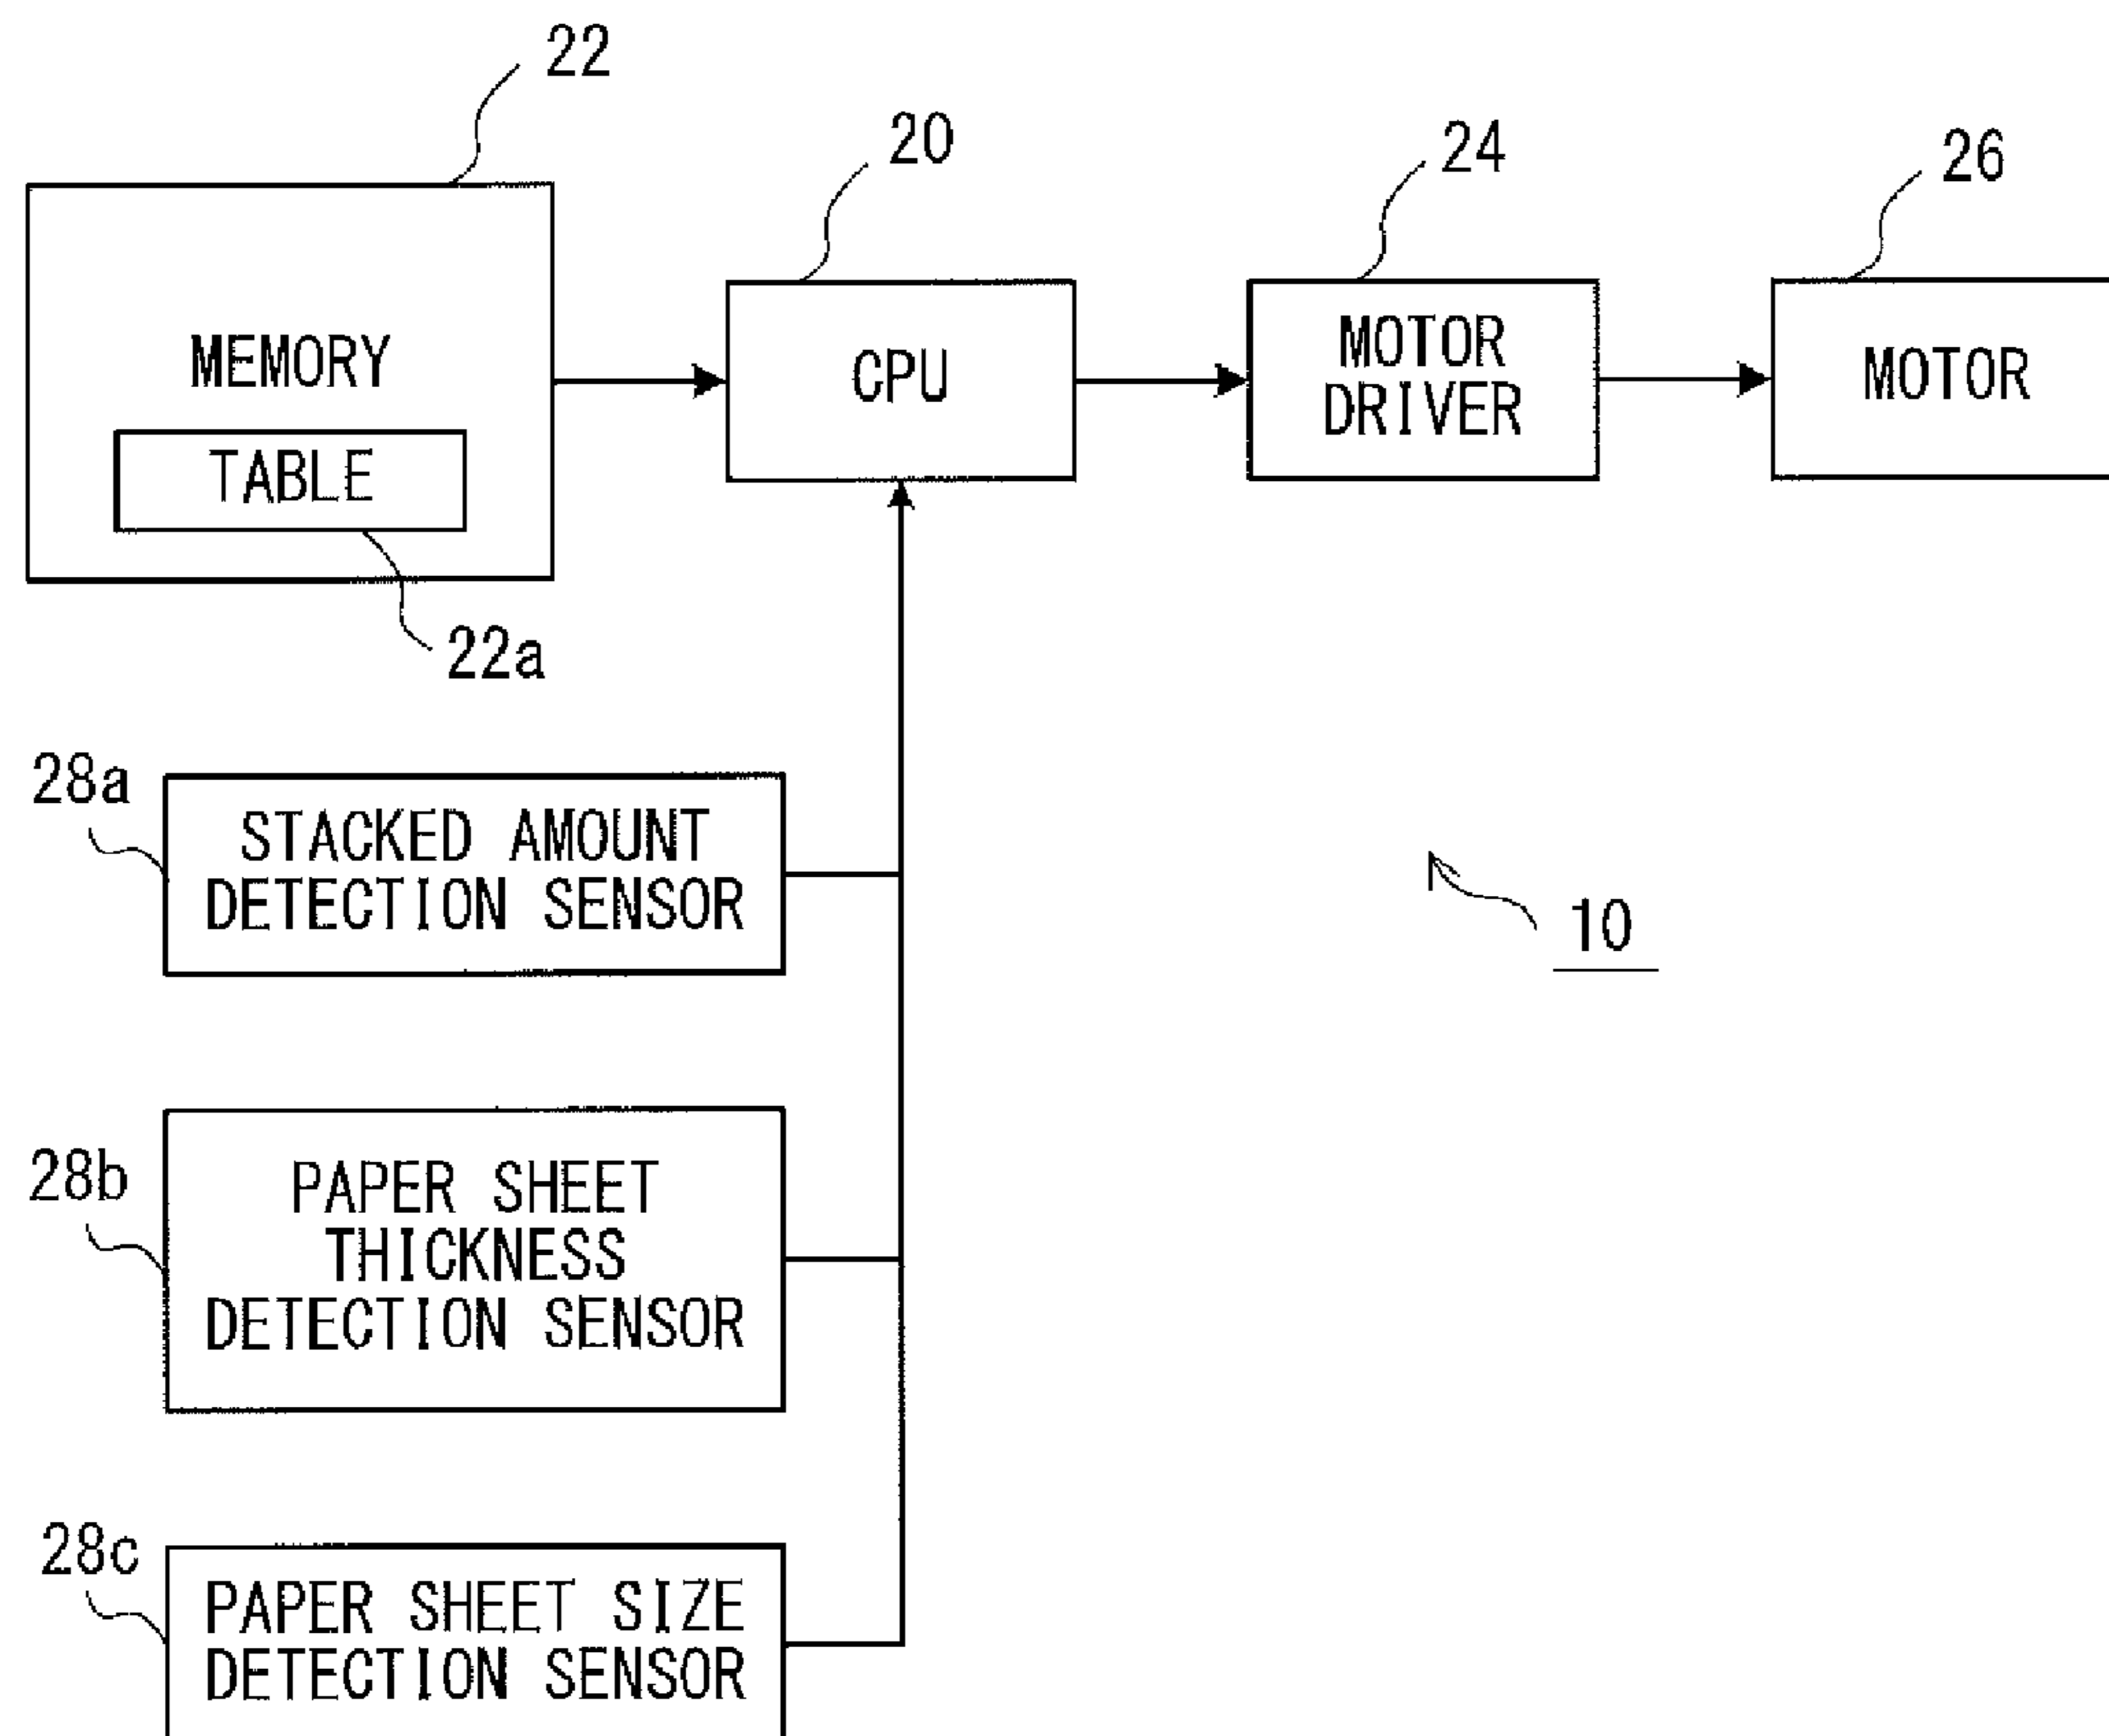 22
20
24
26
MEMORY
CPU
MOTOR
DRIVER
MOTOR
TABLE
22a
28a
STACKED AMOUNT
DETECTION SENSOR
10
28b
PAPER SHEET
THICKNESS
DETECTION SENSOR
28c
PAPER SHEET SIZE
DETECTION SENSOR